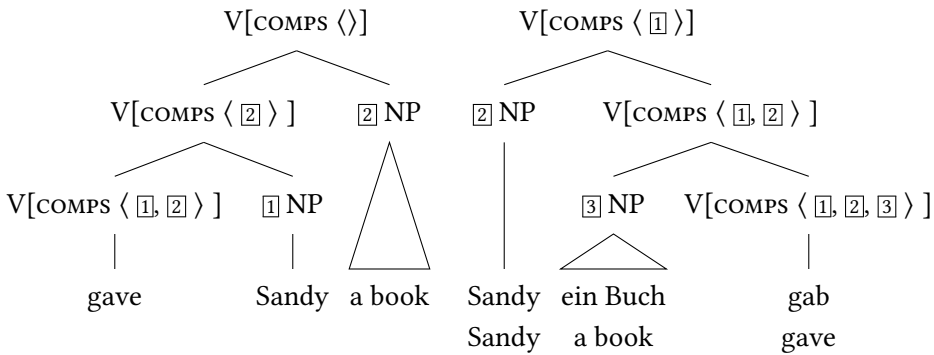 V[COMPS ⟨⟩] V[COMPS ⟨ 1 ⟩]
V[COMPS ⟨ 2 ⟩ ] 2 NP 2 NP V[COMPS ⟨ 1, 2 ⟩ ]
V[COMPS ⟨ 1, 2 ⟩ ] 1 NP 3 NP V[COMPS ⟨ 1, 2, 3 ⟩ ]
gave Sandy a book Sandy ein Buch gab
Sandy a book gave